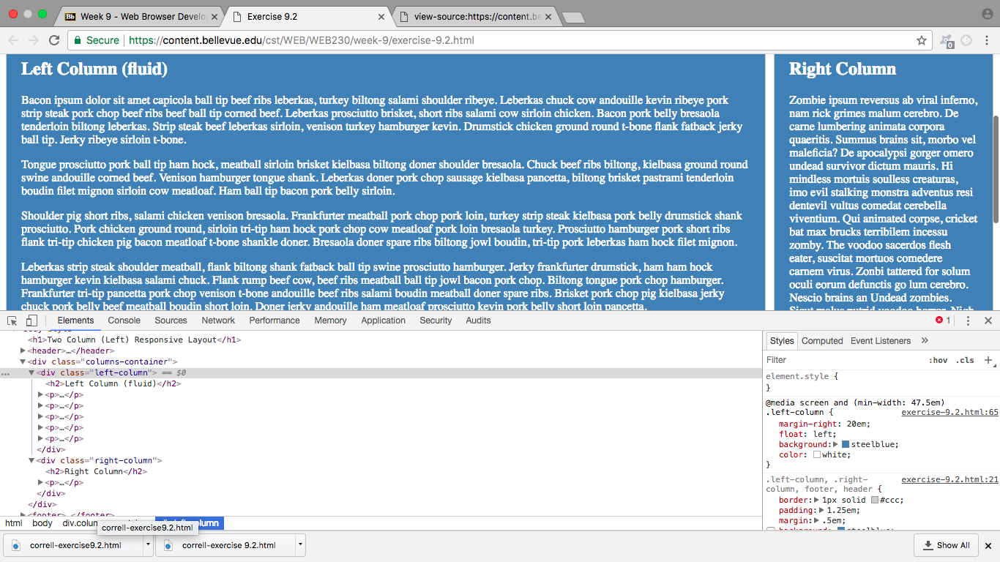 Bb Week 9 - Web Browser Develo
Exercise 9.2
view-source:https://content.be
Secure https://content.bellevue.edu/cst/WEB/WEB230/week-9/exercise-9.2.html
0
Left Column (fluid)
Bacon ipsum dolor sit amet capicola ball tip beef ribs leberkas, turkey biltong salami shoulder ribeye. Leberkas chuck cow andouille kevin ribeye pork
strip steak pork chop beef ribs beef ball tip corned beef. Leberkas prosciutto brisket, short ribs salami cow sirloin chicken. Bacon pork belly bresaola
tenderloin biltong leberkas. Strip steak beef leberkas sirloin, venison turkey hamburger kevin. Drumstick chicken ground round t-bone flank fatback jerky
ball tip. Jerky ribeye sirloin t-bone.
Tongue prosciutto pork ball tip ham hock, meatball sirloin brisket kielbasa biltong doner shoulder bresaola. Chuck beef ribs biltong, kielbasa ground round
swine andouille corned beef. Venison hamburger tongue shank. Leberkas doner pork chop sausage kielbasa pancetta, biltong brisket pastrami tenderloin
boudin filet mignon sirloin cow meatloaf. Ham ball tip bacon pork belly sirloin.
Shoulder pig short ribs, salami chicken venison bresaola. Frankfurter meatball pork chop pork loin, turkey strip steak kielbasa pork belly drumstick shank
prosciutto. Pork chicken ground round, sirloin tri-tip ham hock pork chop cow meatloaf pork loin bresaola turkey. Prosciutto hamburger pork short ribs
flank tri-tip chicken pig bacon meatloaf t-bone shankle doner. Bresaola doner spare ribs biltong jowl boudin, tri-tip pork leberkas ham hock filet mignon.
Leberkas strip steak shoulder meatball, flank biltong shank fatback ball tip swine prosciutto hamburger. Jerky frankfurter drumstick, ham ham hock
hamburger kevin kielbasa salami chuck. Flank rump beef cow, beef ribs meatball ball tip jowl bacon pork chop. Biltong tongue pork chop hamburger.
Frankfurter tri-tip pancetta pork chop venison t-bone andouille beef ribs salami boudin meatball doner spare ribs. Brisket pork chop pig kielbasa jerky
chuck pork belly beef meatball boudin short loin. Doner jerky andouille ham meatloaf prosciutto kevin pork belly short loin pancetta.
Right Column
Zombie ipsum reversus ab viral inferno,
nam rick grimes malum cerebro. De
carne lumbering animata corpora
quaeritis. Summus brains sit, morbo vel
maleficia? De apocalypsi gorger omero
undead survivor dictum mauris. Hi
mindless mortuis soulless creaturas,
imo evil stalking monstra adventus resi
dentevil vultus comedat cerebella
viventium. Qui animated corpse, cricket
bat max brucks terribilem incessu
zomby. The voodoo sacerdos flesh
eater, suscitat mortuos comedere
carnem virus. Zonbi tattered for solum
oculi eorum defunctis go lum cerebro.
Nescio brains an Undead zombies.
Sicut malus putrid voodoo horror. Nigh
Elements Console Sources Network Performance Memory Application Security Audits 1
<h1>Two Column (Left) Responsive Layout</h1>
<header>…</header>
<div class="columns-container">
… <div class="left-column"> == $0
<h2>Left Column (fluid)</h2>
<p>…</p>
<p>…</p>
<p>…</p>
<p>…</p>
<p>…</p>
</div>
<div class="right-column">
<h2>Right Column</h2>
<p>…</p>
</div>
</div>
<footer>…</footer>
html body div.colum
correll-exercise9.2.html
Styles Computed Event Listeners »
Filter :hov .cls +
element.style {
}
@media screen and (min-width: 47.5em)
.left-column { exercise-9.2.html:65
margin-right: 20em;
float: left;
background: steelblue;
color: white;
}
.left-column, .right-
column, footer, header { exercise-9.2.html:21
border: 1px solid #ccc;
padding: 1.25em;
margin: .5em;
background: steelblue;
correll-exercise9.2.html
correll-exercise 9.2.html
Show All